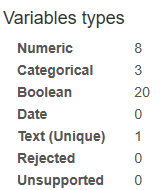 Variables types
Numeric 8
Categorical 3
Boolean 20
Date 0
Text (Unique) 1
Rejected 0
Unsupported 0